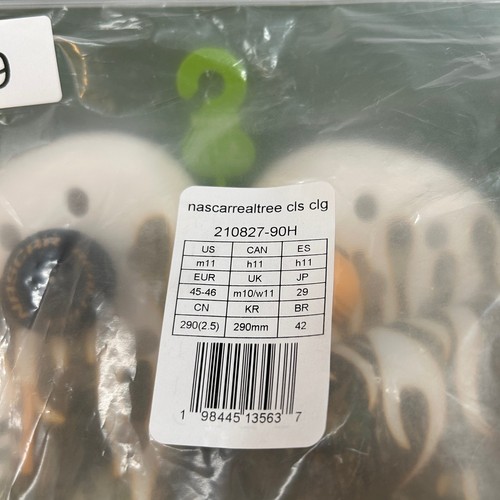 9
nascarrealtree cls clg
210827-90H
US CAN ES
m11 h11 h11
EUR UK JP
45-46 m10/w11 29
CN KR BR
290(2.5) 290mm 42
1 98445 13563 7